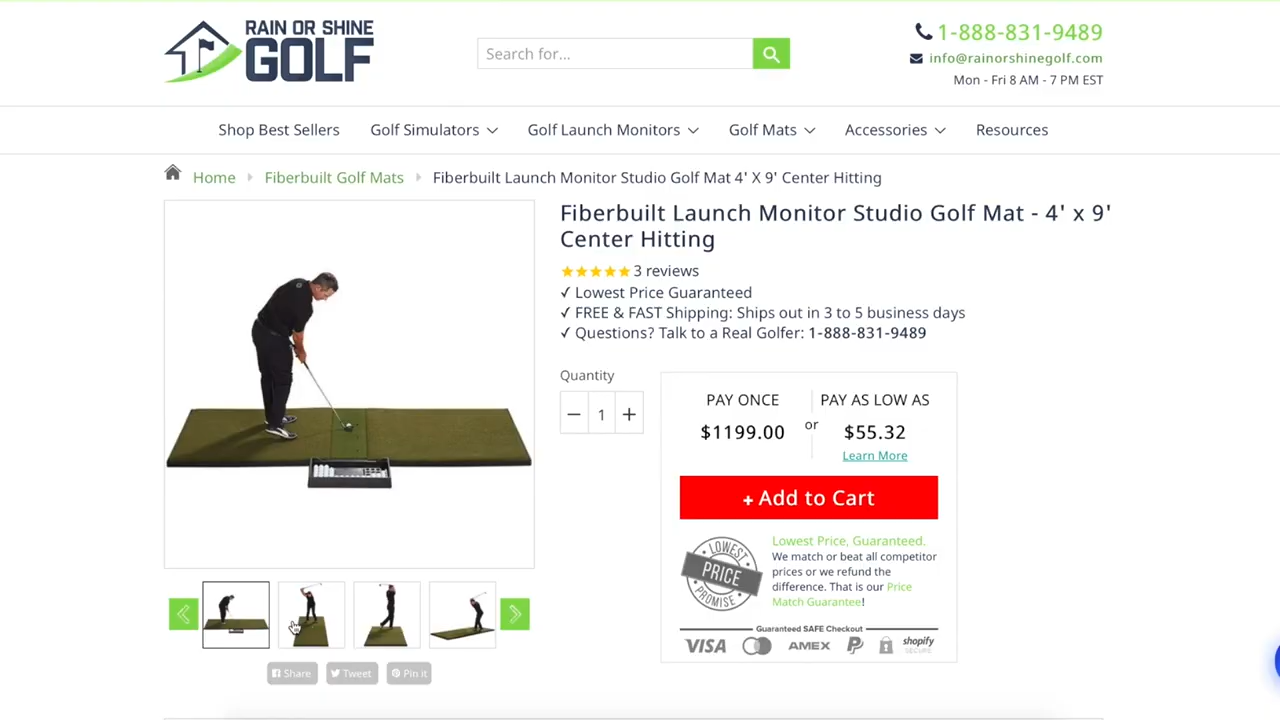 RAIN OR SHINE
GOLF
Search for...
1-888-831-9489
info@rainorshinegolf.com
Mon - Fri 8 AM - 7 PM EST
Shop Best Sellers
Golf Simulators
Golf Launch Monitors
Golf Mats
Accessories
Resources
Home
Fiberbuilt Golf Mats
Fiberbuilt Launch Monitor Studio Golf Mat 4' X 9' Center Hitting
Fiberbuilt Launch Monitor Studio Golf Mat - 4' x 9'
Center Hitting
3 reviews
✓ Lowest Price Guaranteed
✓ FREE & FAST Shipping: Ships out in 3 to 5 business days
✓ Questions? Talk to a Real Golfer: 1-888-831-9489
Quantity
− 1 +
PAY ONCE
$1199.00
or
PAY AS LOW AS
$55.32
Learn More
+ Add to Cart
LOWEST
PRICE
PROMISE
Lowest Price, Guaranteed.
We match or beat all competitor
prices or we refund the
difference. That is our Price
Match Guarantee!
Guaranteed SAFE Checkout
VISA
AMEX
shopify
SECURE
Share
Tweet
Pin it